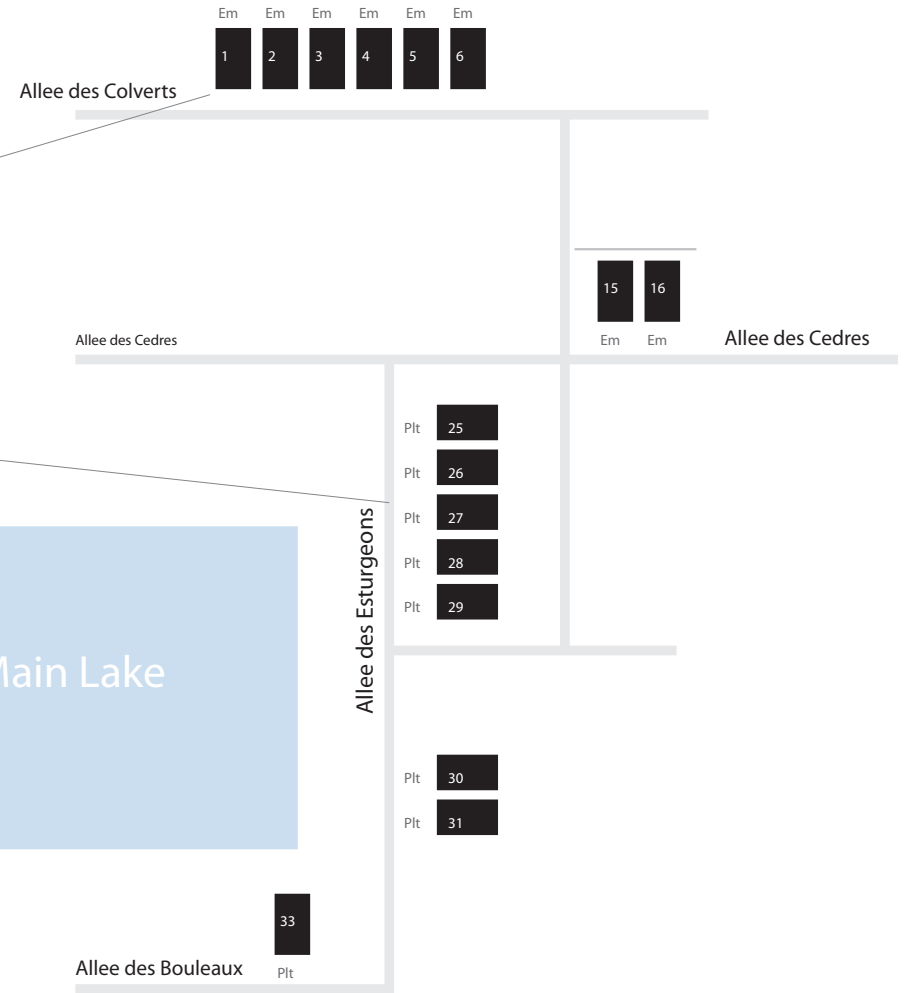 Em Em Em Em Em Em
1 2 3 4 5 6
Allee des Colverts
15 16
Em Em
Allee des Cedres
Allee des Cedres
Plt 25
Plt 26
Plt 27
Plt 28
Plt 29
Allee des Esturgeons
Main Lake
Plt 30
Plt 31
33
Allee des Bouleaux
Plt